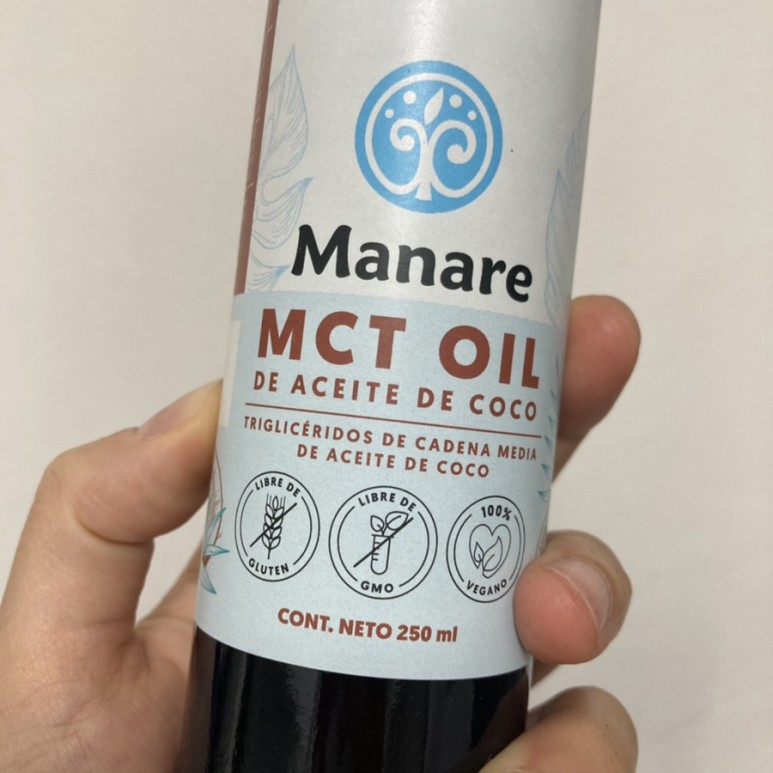 Manare
MCT OIL
DE ACEITE DE COCO
TRIGLICÉRIDOS DE CADENA MEDIA
DE ACEITE DE COCO
LIBRE DE
GLUTEN
LIBRE DE
GMO
100%
VEGANO
CONT. NETO 250 ml